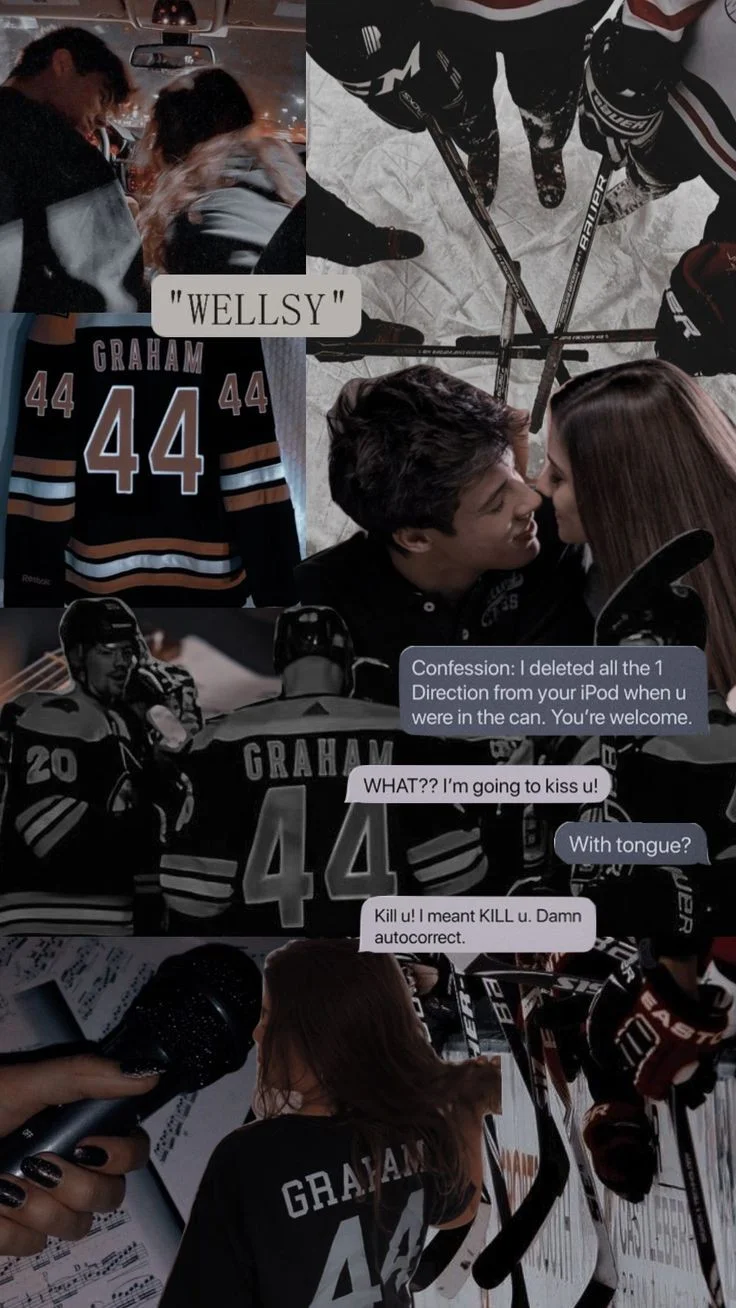 BAUER
BAUER
"WELLSY"
GRAHAM
44
44
44
Reebok
Confession: I deleted all the 1
Direction from your iPod when u
were in the can. You're welcome.
20
GRAHAM
44
WHAT?? I'm going to kiss u!
With tongue?
Kill u! I meant KILL u. Damn
autocorrect.
EASTO
GRAHAM
44